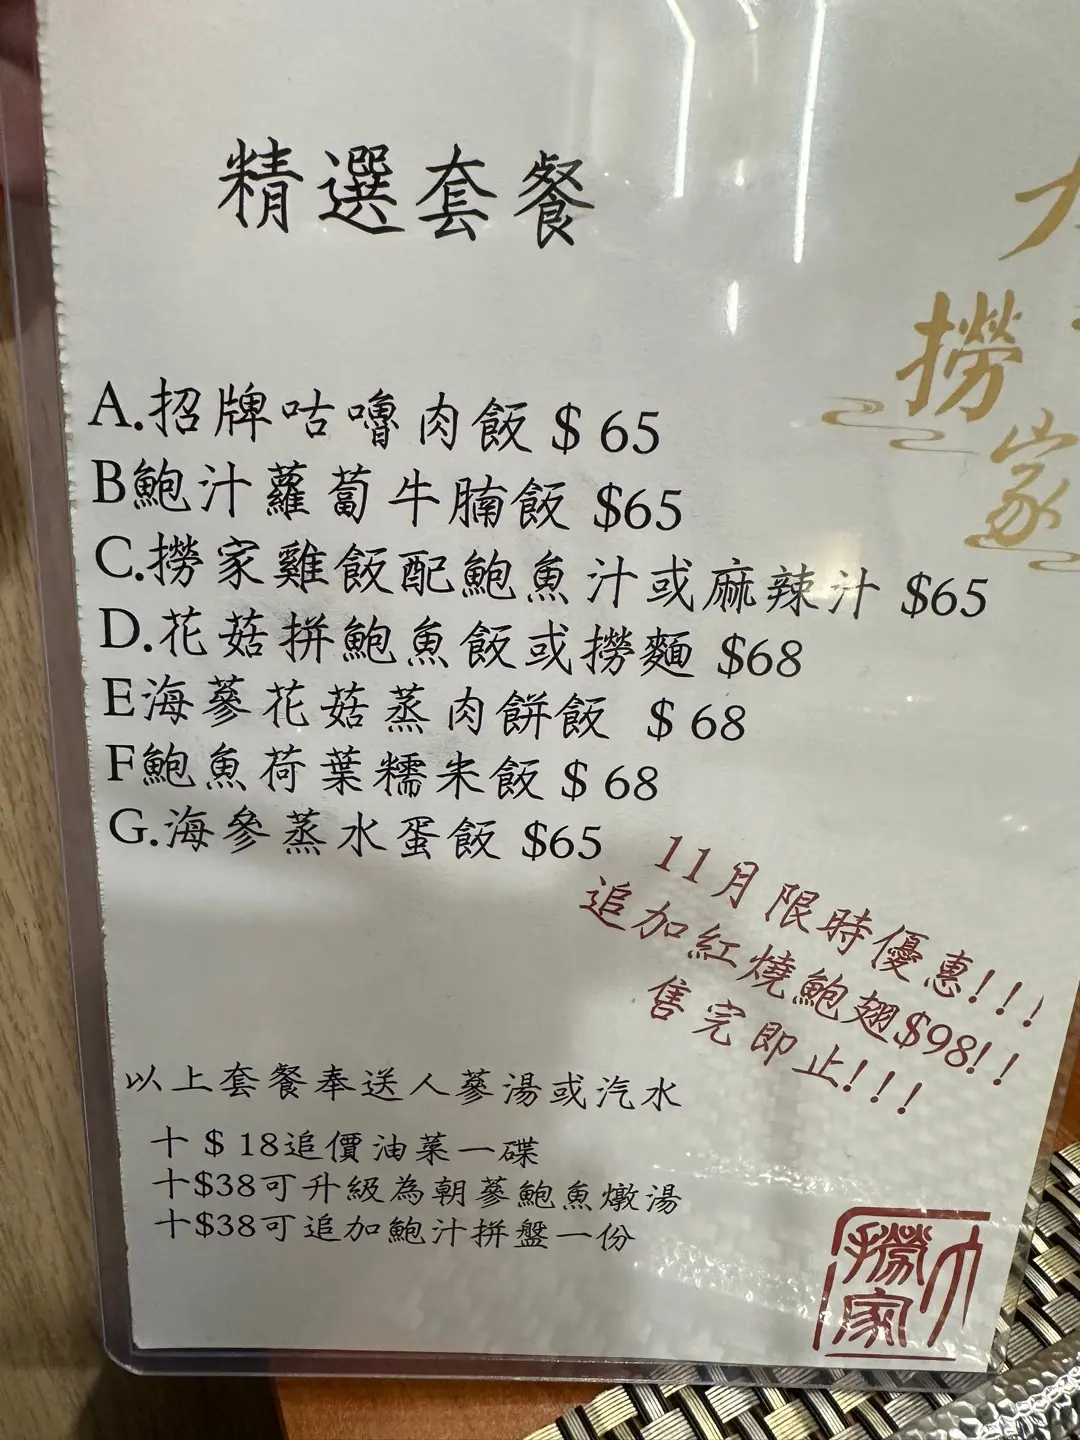 精選套餐
撈
家
A.招牌咕嚕肉飯 $ 65
B鮑汁蘿蔔牛腩飯 $65
C.撈家雞飯配鮑魚汁或麻辣汁 $65
D.花菇拼鮑魚飯或撈麵 $68
E海蔘花菇蒸肉餅飯 $ 68
F鮑魚荷葉糯米飯 $ 68
G.海參蒸水蛋飯 $65
11月限時優惠!!!
追加紅燒鮑翅$98!!
售完即止!!!
以上套餐奉送人蔘湯或汽水
十 $ 18追價油菜一碟
十$38可升級為朝蔘鮑魚燉湯
十$38可追加鮑汁拼盤一份
大
撈
家